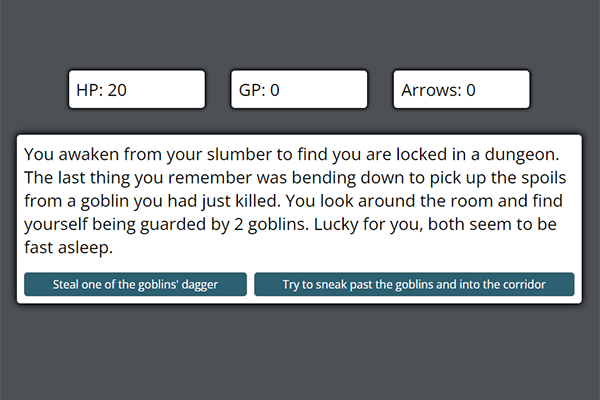 HP: 20
GP: 0
Arrows: 0
You awaken from your slumber to find you are locked in a dungeon.
The last thing you remember was bending down to pick up the spoils
from a goblin you had just killed. You look around the room and find
yourself being guarded by 2 goblins. Lucky for you, both seem to be
fast asleep.
Steal one of the goblins' dagger
Try to sneak past the goblins and into the corridor